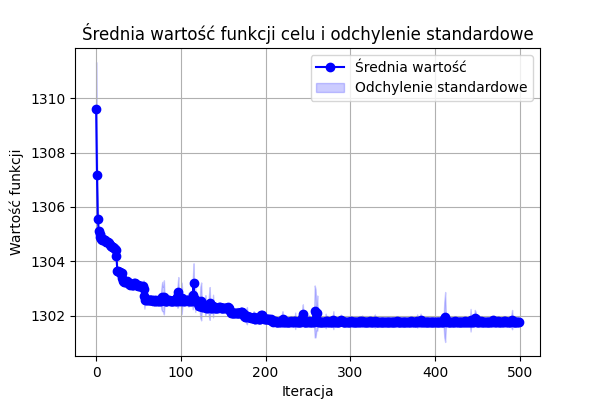 Średnia wartość funkcji celu i odchylenie standardowe
Średnia wartość
Odchylenie standardowe
Wartość funkcji
1310
1308
1306
1304
1302
0 100 200 300 400 500
Iteracja